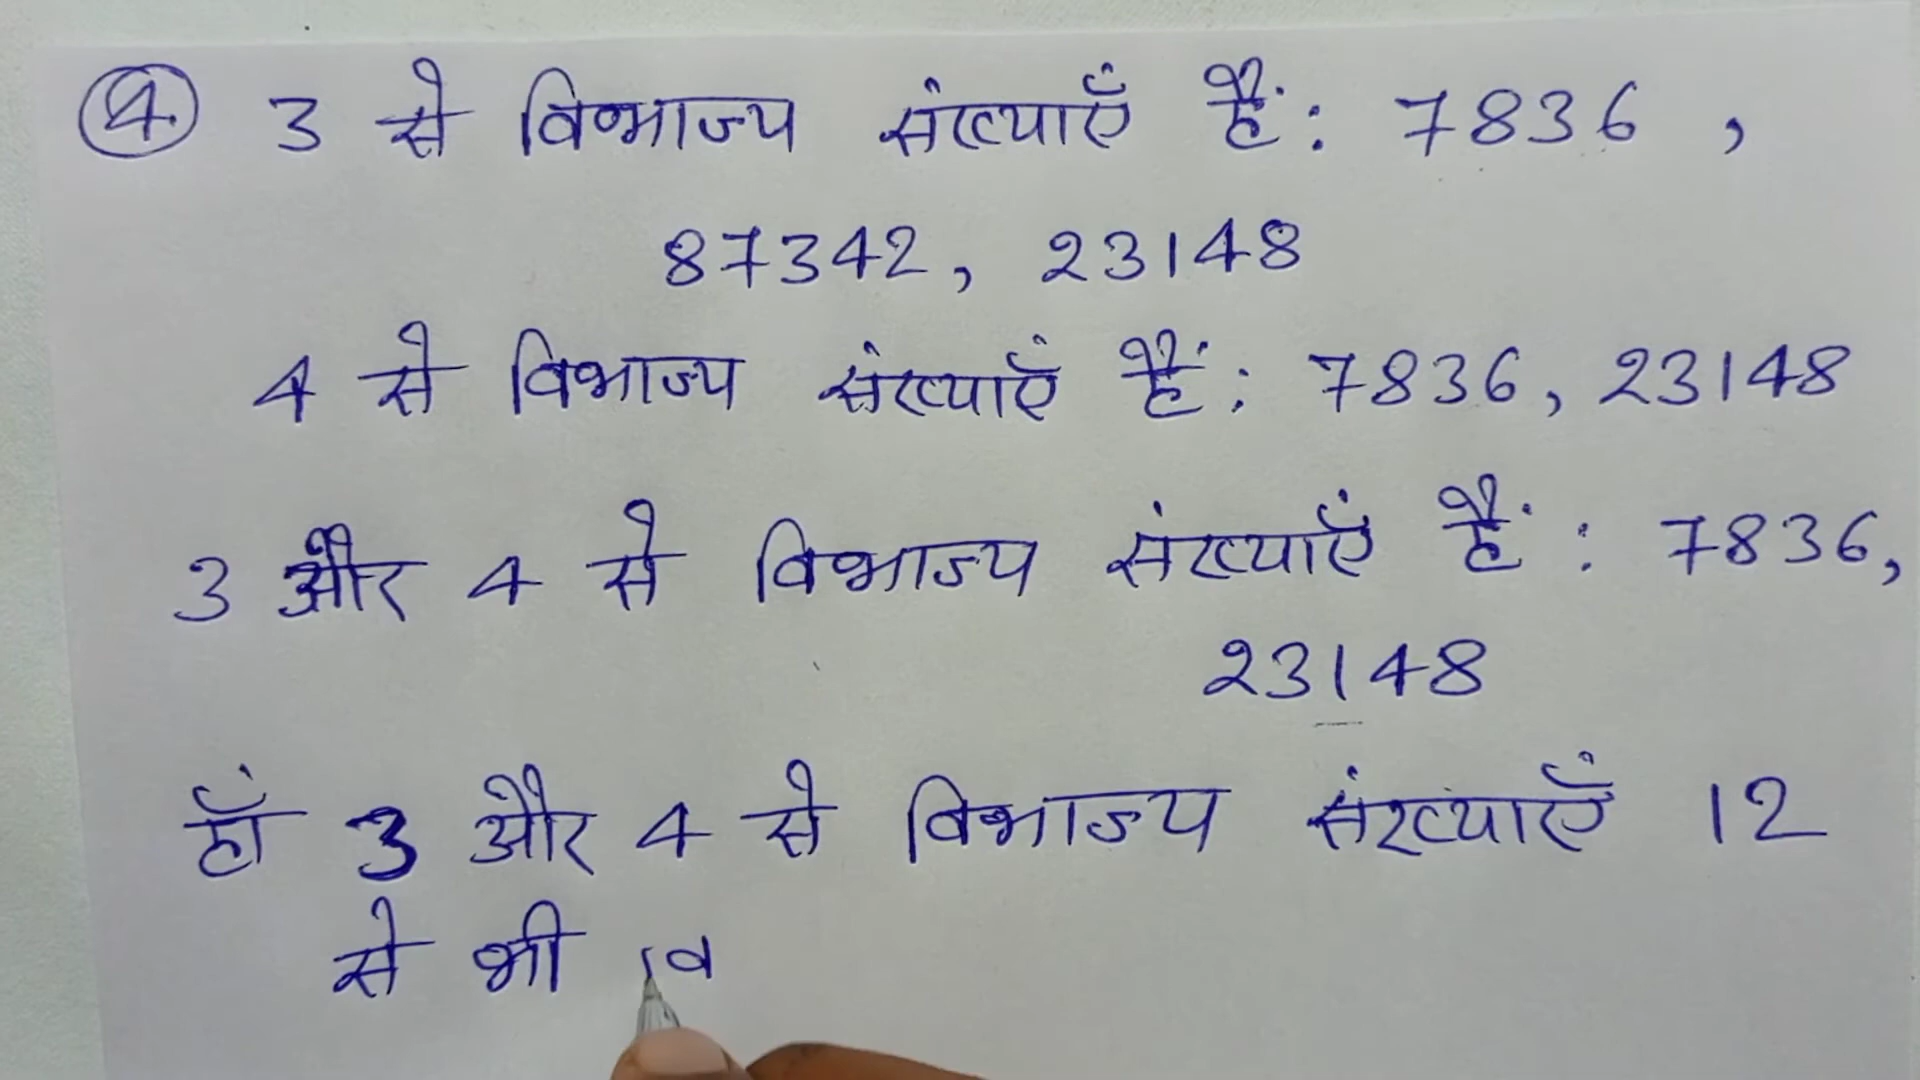 ④. 3 से विभाज्य संख्याएँ हैं: 7836 ,
87342, 23148
4 से विभाज्य संख्याएँ हैं: 7836, 23148
3 और 4 से विभाज्य संख्याएँ हैं : 7836,
23148
हाँ 3 और 4 से विभाज्य संख्याएँ 12
से भी